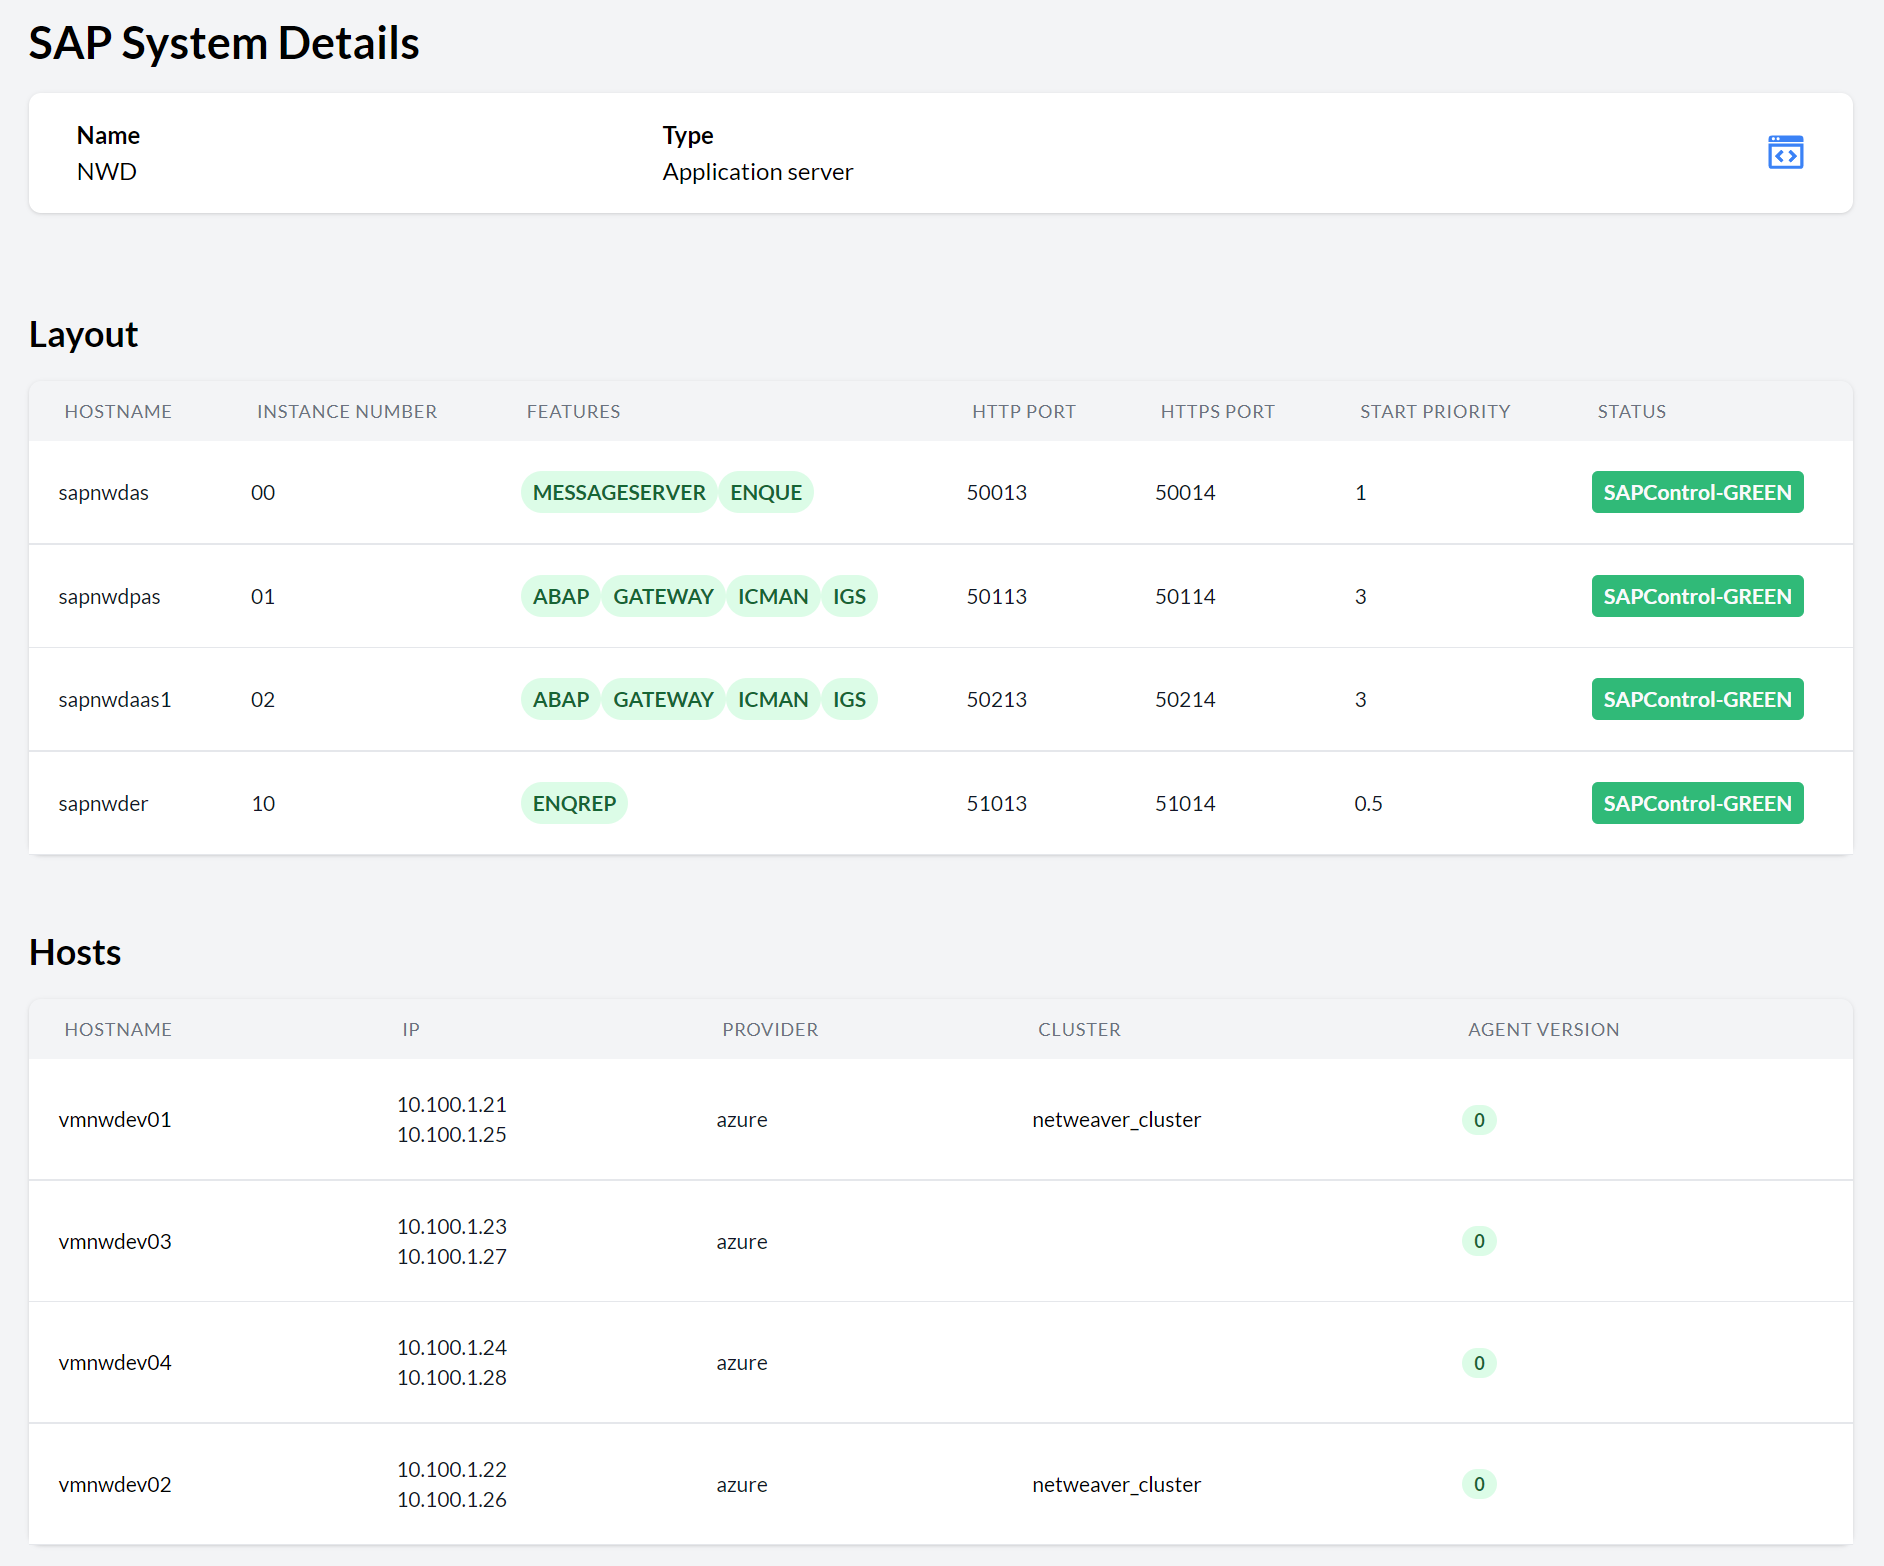 SAP System Details
Name Type
NWD Application server
Layout
HOSTNAME INSTANCE NUMBER FEATURES HTTP PORT HTTPS PORT START PRIORITY STATUS
sapnwdas 00 MESSAGESERVER ENQUE 50013 50014 1 SAPControl-GREEN
sapnwdpas 01 ABAP GATEWAY ICMAN IGS 50113 50114 3 SAPControl-GREEN
sapnwdaas1 02 ABAP GATEWAY ICMAN IGS 50213 50214 3 SAPControl-GREEN
sapnwder 10 ENQREP 51013 51014 0.5 SAPControl-GREEN
Hosts
HOSTNAME IP PROVIDER CLUSTER AGENT VERSION
vmnwdev01 10.100.1.21 azure netweaver_cluster 0
10.100.1.25
vmnwdev03 10.100.1.23 azure 0
10.100.1.27
vmnwdev04 10.100.1.24 azure 0
10.100.1.28
vmnwdev02 10.100.1.22 azure netweaver_cluster 0
10.100.1.26